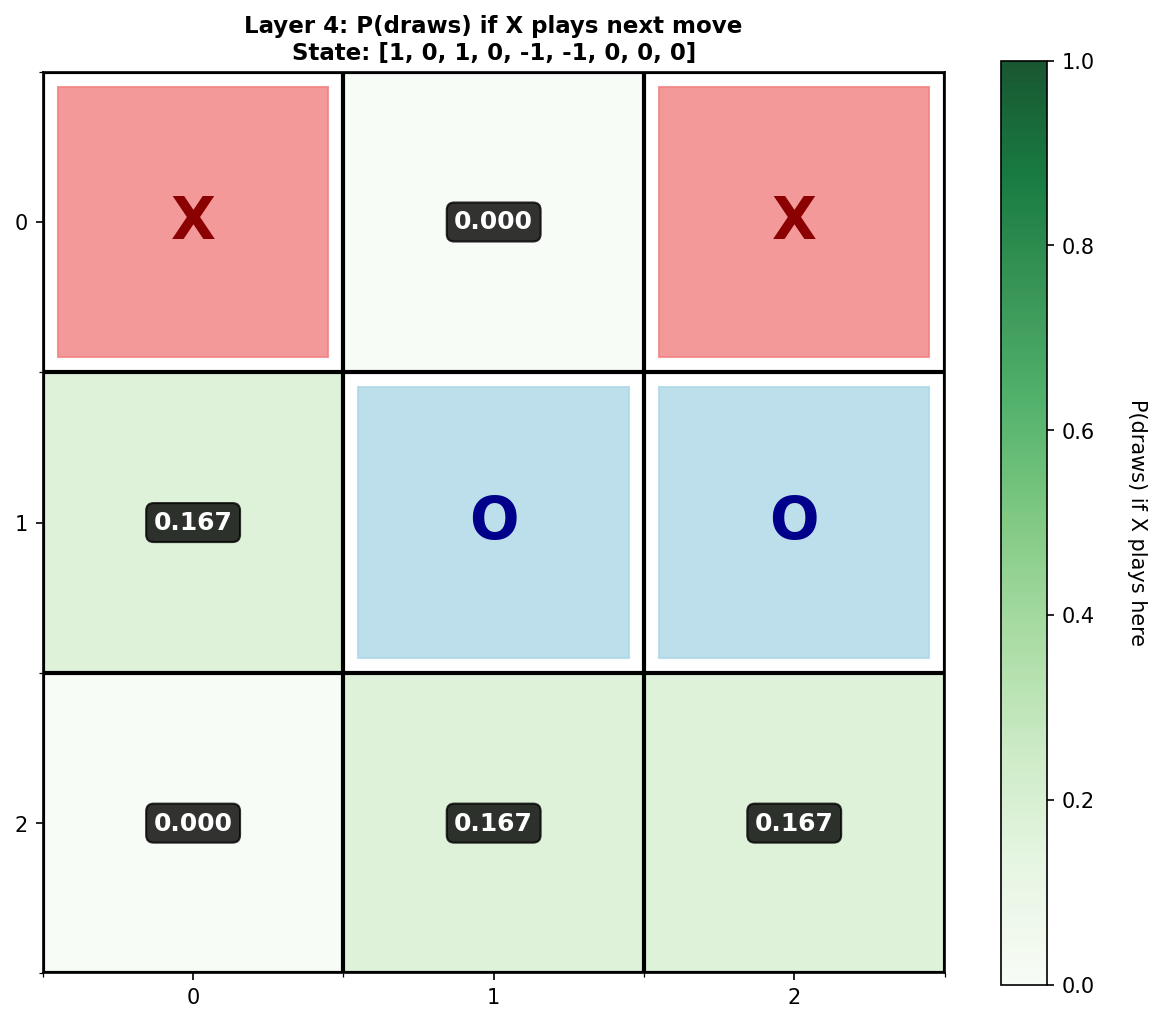 Layer 4: P(draws) if X plays next move
State: [1, 0, 1, 0, -1, -1, 0, 0, 0]
X
0.000
X
0
0.167
O
O
1
0.000
0.167
0.167
2
0
1
2
1.0
0.8
0.6
0.4
0.2
0.0
P(draws) if X plays here